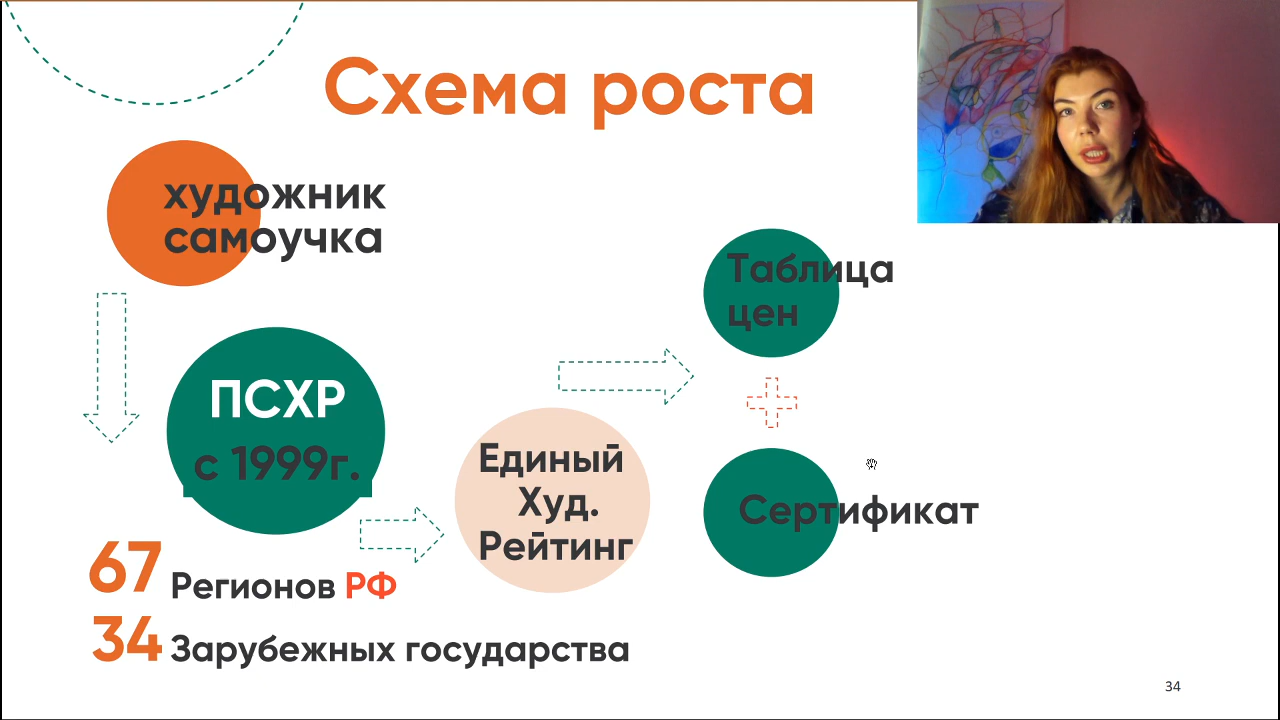 Схема роста
художник
самоучка
ПСХР
с 1999г.
67 Регионов РФ
34 Зарубежных государства
Единый
Худ.
Рейтинг
Таблица
цен
Сертификат
34